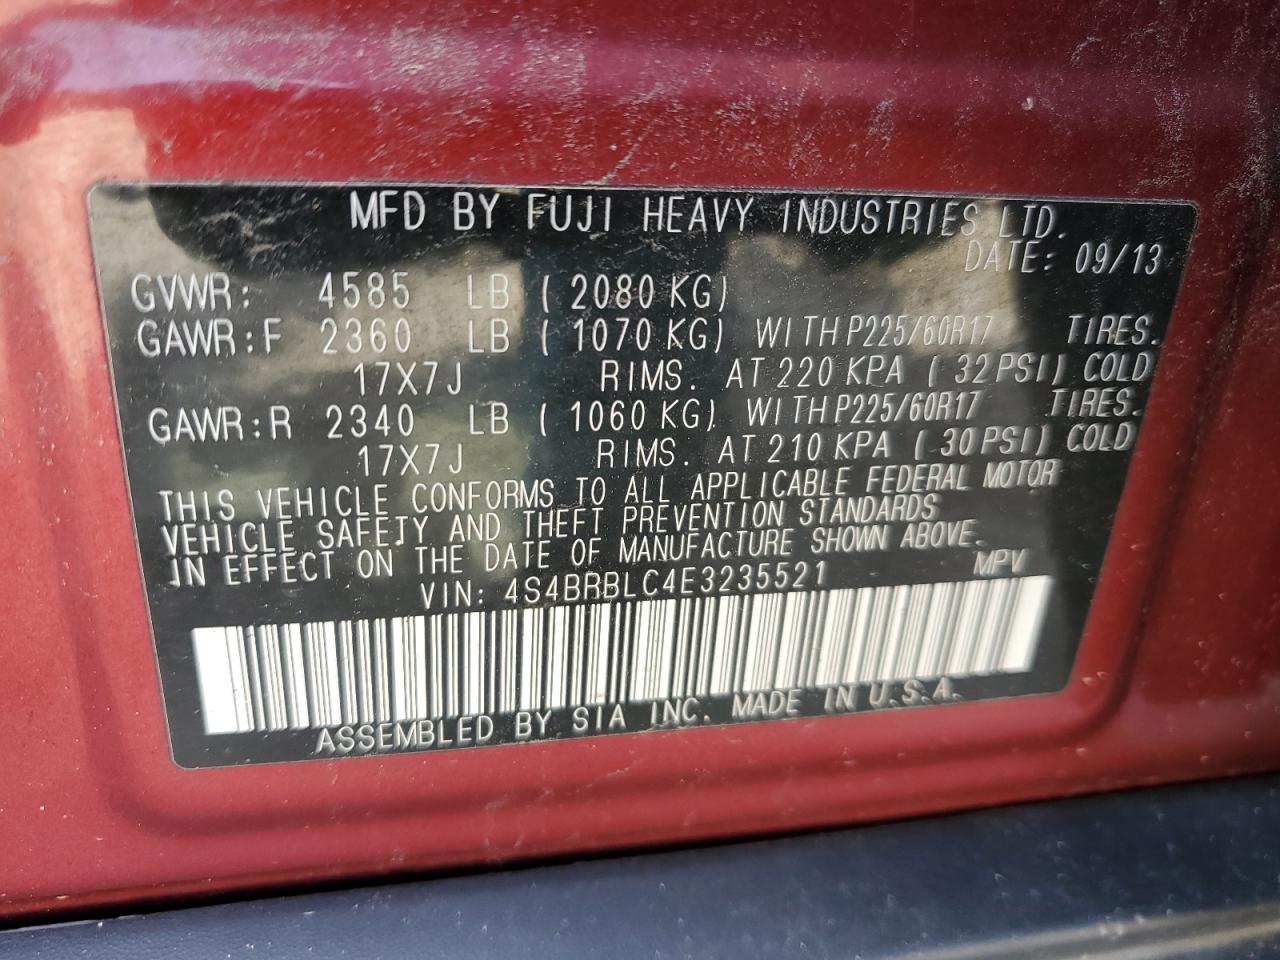 MFD BY FUJI HEAVY INDUSTRIES LTD.
DATE: 09/13
GVWR: 4585 LB (2080 KG)
GAWR:F 2360 LB (1070 KG) WITH P225/60R17 TIRES.
17X7J RIMS. AT 220 KPA (32 PSI) COLD
GAWR:R 2340 LB (1060 KG). WITH P225/60R17 TIRES.
17X7J RIMS. AT 210 KPA (30 PSI) COLD
THIS VEHICLE CONFORMS TO ALL APPLICABLE FEDERAL MOTOR
VEHICLE SAFETY AND THEFT PREVENTION STANDARDS
IN EFFECT ON THE DATE OF MANUFACTURE SHOWN ABOVE.
MPV
VIN: 4S4BRBLC4E3235521
ASSEMBLED BY SIA INC. MADE IN U.S.A.